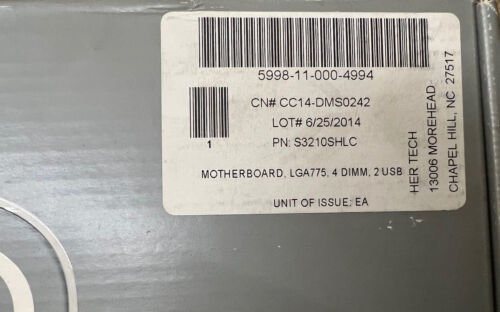 5998-11-000-4994
CN# CC14-DMS0242
LOT# 6/25/2014
PN: S3210SHLC
1
MOTHERBOARD, LGA775, 4 DIMM, 2 USB
UNIT OF ISSUE: EA
HER TECH
13006 MOREHEAD
CHAPEL HILL, NC 27517